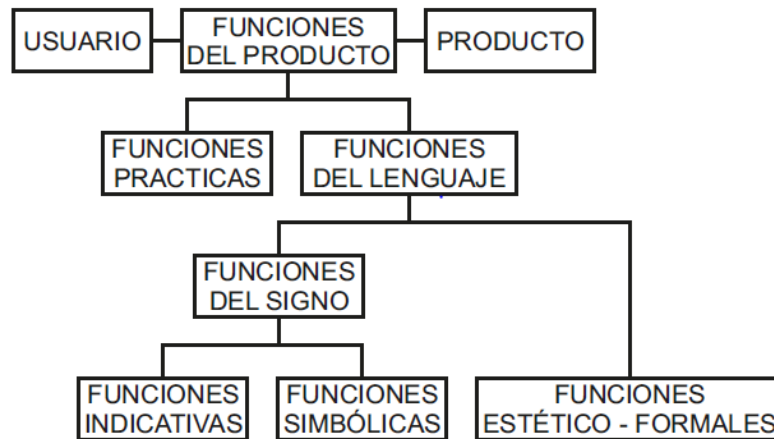 USUARIO
FUNCIONES
DEL PRODUCTO
PRODUCTO
FUNCIONES
PRACTICAS
FUNCIONES
DEL LENGUAJE
FUNCIONES
DEL SIGNO
FUNCIONES
INDICATIVAS
FUNCIONES
SIMBÓLICAS
FUNCIONES
ESTÉTICO - FORMALES